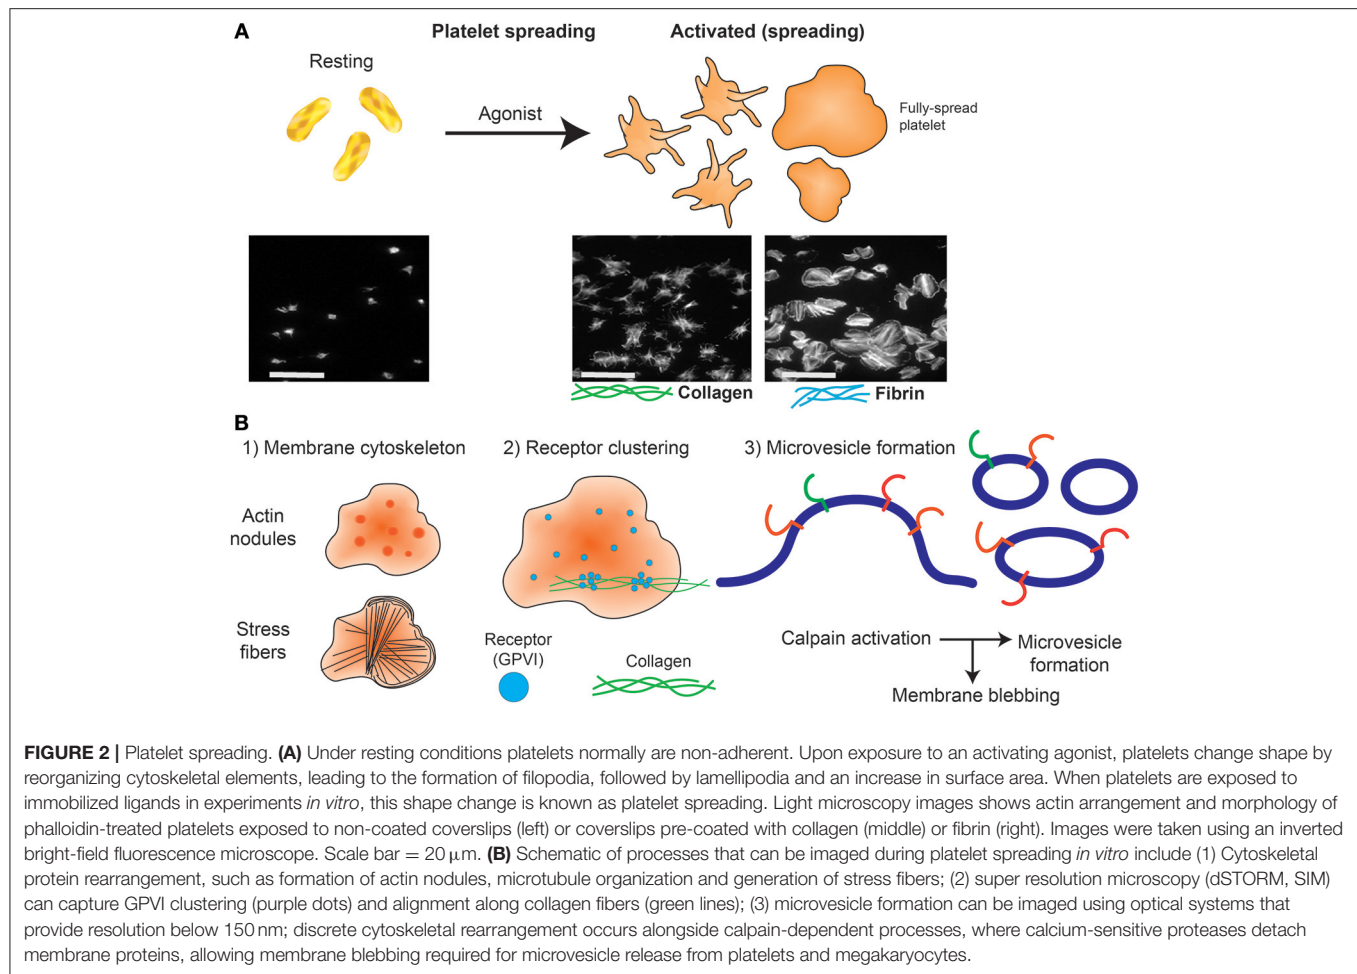 A
Platelet spreading
Activated (spreading)
Resting
Agonist
Fully-spread
platelet
Collagen
Fibrin
B
1) Membrane cytoskeleton
2) Receptor clustering
3) Microvesicle formation
Actin
nodules
Stress
fibers
Receptor
(GPVI)
Collagen
Calpain activation
Microvesicle
formation
Membrane blebbing
FIGURE 2 | Platelet spreading. (A) Under resting conditions platelets normally are non-adherent. Upon exposure to an activating agonist, platelets change shape by
reorganizing cytoskeletal elements, leading to the formation of filopodia, followed by lamellipodia and an increase in surface area. When platelets are exposed to
immobilized ligands in experiments in vitro, this shape change is known as platelet spreading. Light microscopy images shows actin arrangement and morphology of
phalloidin-treated platelets exposed to non-coated coverslips (left) or coverslips pre-coated with collagen (middle) or fibrin (right). Images were taken using an inverted
bright-field fluorescence microscope. Scale bar = 20 μm. (B) Schematic of processes that can be imaged during platelet spreading in vitro include (1) Cytoskeletal
protein rearrangement, such as formation of actin nodules, microtubule organization and generation of stress fibers; (2) super resolution microscopy (dSTORM, SIM)
can capture GPVI clustering (purple dots) and alignment along collagen fibers (green lines); (3) microvesicle formation can be imaged using optical systems that
provide resolution below 150 nm; discrete cytoskeletal rearrangement occurs alongside calpain-dependent processes, where calcium-sensitive proteases detach
membrane proteins, allowing membrane blebbing required for microvesicle release from platelets and megakaryocytes.